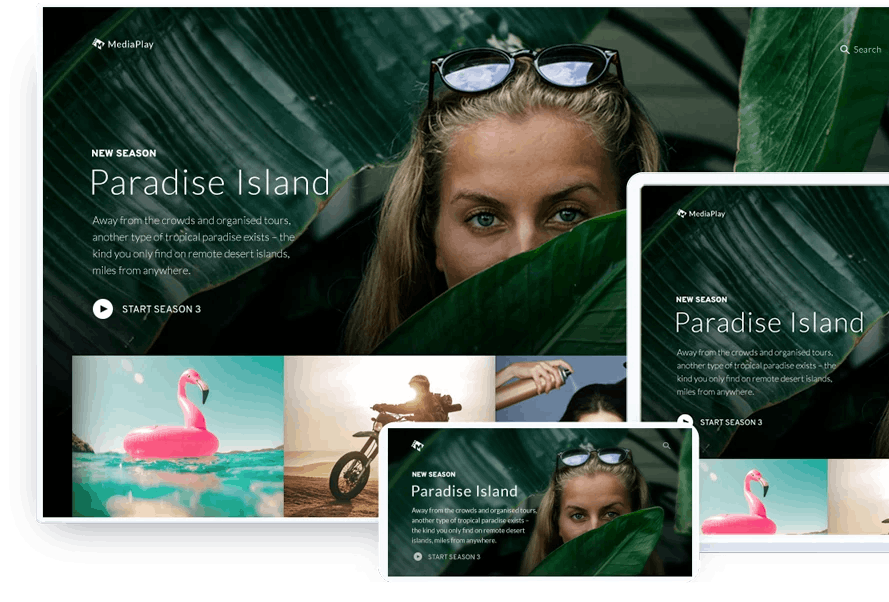 MediaPlay
Search
NEW SEASON
Paradise Island
Away from the crowds and organised tours,
another type of tropical paradise exists – the
kind you only find on remote desert islands,
miles from anywhere.
START SEASON 3
MediaPlay
NEW SEASON
Paradise Island
Away from the crowds and organised tours,
another type of tropical paradise exists – the
kind you only find on remote desert islands,
miles from anywhere.
START SEASON 3
NEW SEASON
Paradise Island
Away from the crowds and organised tours,
another type of tropical paradise exists –
the kind you only find on remote desert
islands, miles from anywhere.
START SEASON 3